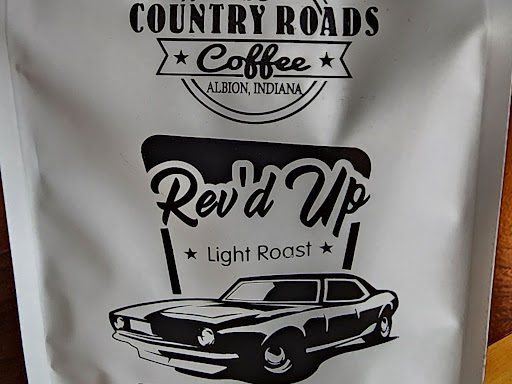 COUNTRY ROADS
Coffee
ALBION, INDIANA
Rev'd Up
Light Roast